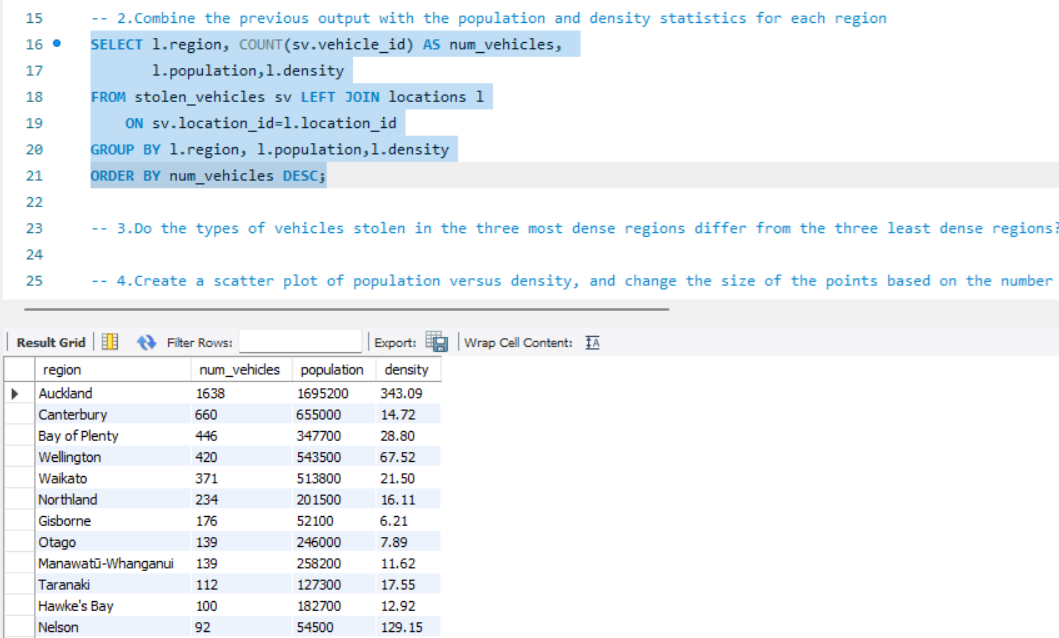 15 -- 2.Combine the previous output with the population and density statistics for each region
16 SELECT l.region, COUNT(sv.vehicle_id) AS num_vehicles,
17 l.population,l.density
18 FROM stolen_vehicles sv LEFT JOIN locations l
19 ON sv.location_id=l.location_id
20 GROUP BY l.region, l.population,l.density
21 ORDER BY num_vehicles DESC;
22
23 -- 3.Do the types of vehicles stolen in the three most dense regions differ from the three least dense regions?
24
25 -- 4.Create a scatter plot of population versus density, and change the size of the points based on the number
Result Grid Filter Rows: Export: Wrap Cell Content: IA
region num_vehicles population density
Auckland 1638 1695200 343.09
Canterbury 660 655000 14.72
Bay of Plenty 446 347700 28.80
Wellington 420 543500 67.52
Waikato 371 513800 21.50
Northland 234 201500 16.11
Gisborne 176 52100 6.21
Otago 139 246000 7.89
Manawatū-Whanganui 139 258200 11.62
Taranaki 112 127300 17.55
Hawke's Bay 100 182700 12.92
Nelson 92 54500 129.15